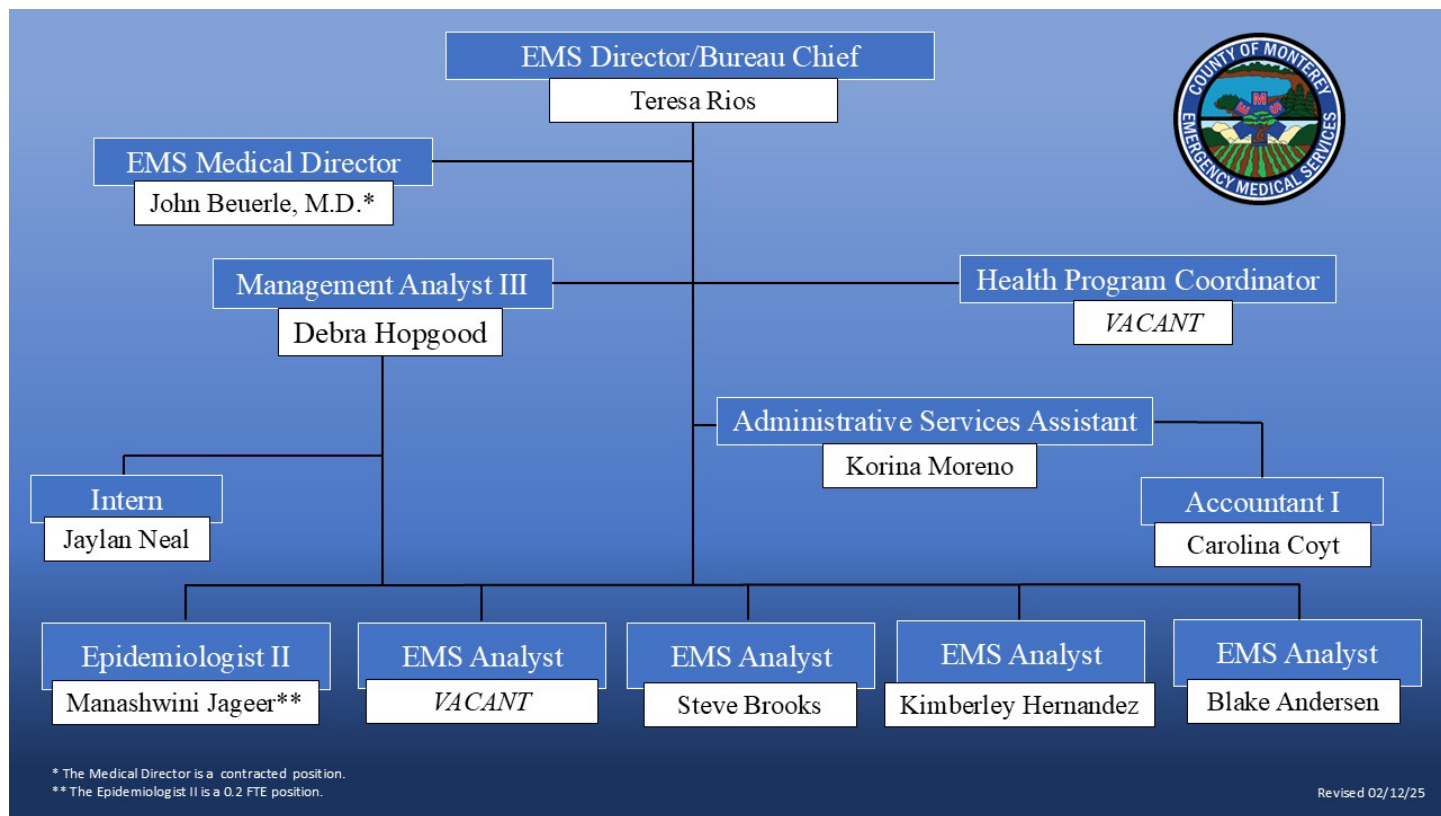 EMS Director/Bureau Chief
Teresa Rios
COUNTY OF MONTEREY
EMS
EMERGENCY MEDICAL SERVICES
EMS Medical Director
John Beuerle, M.D.*
Management Analyst III
Debra Hopgood
Health Program Coordinator
VACANT
Administrative Services Assistant
Korina Moreno
Intern
Jaylan Neal
Accountant I
Carolina Coyt
Epidemiologist II
Manashwini Jageer**
EMS Analyst
VACANT
EMS Analyst
Steve Brooks
EMS Analyst
Kimberley Hernandez
EMS Analyst
Blake Andersen
* The Medical Director is a contracted position.
** The Epidemiologist II is a 0.2 FTE position.
Revised 02/12/25